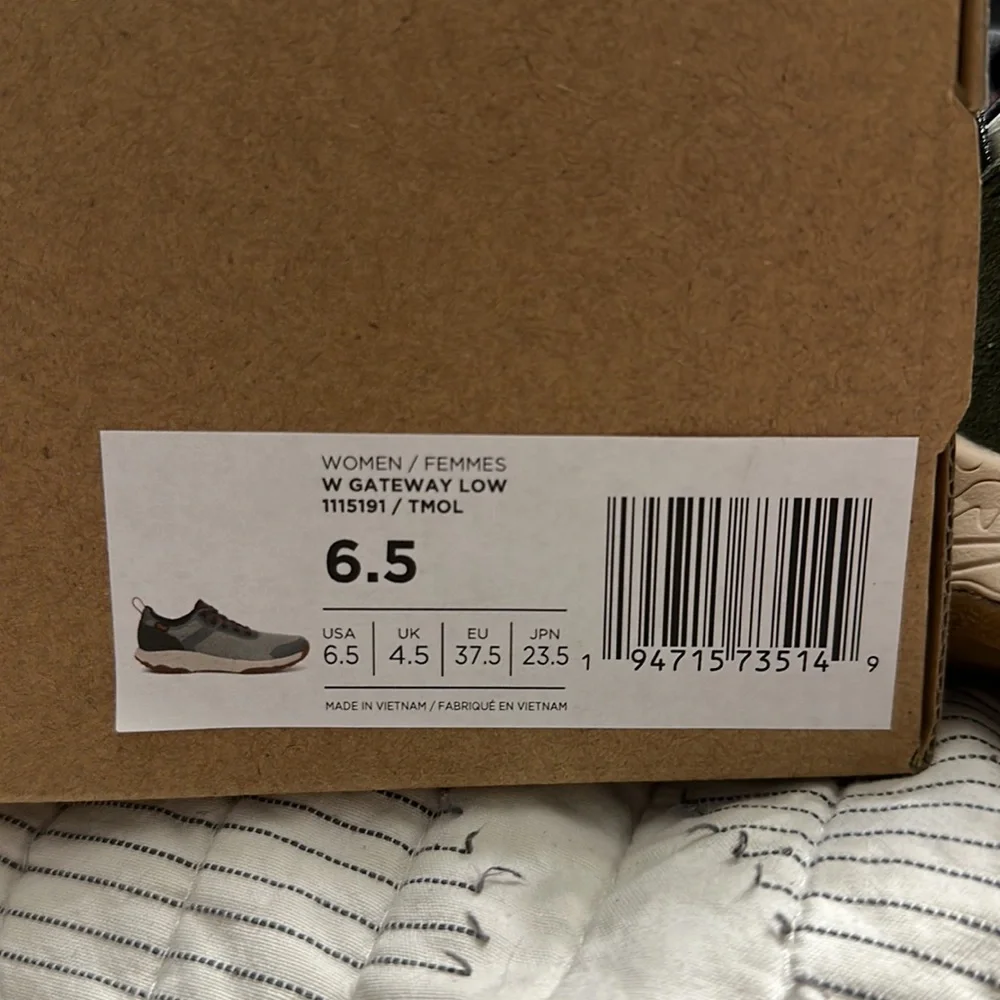 WOMEN / FEMMES
W GATEWAY LOW
1115191 / TMOL
6.5
USA UK EU JPN
6.5 4.5 37.5 23.5
MADE IN VIETNAM / FABRIQUÉ EN VIETNAM
1 94715 73514 9